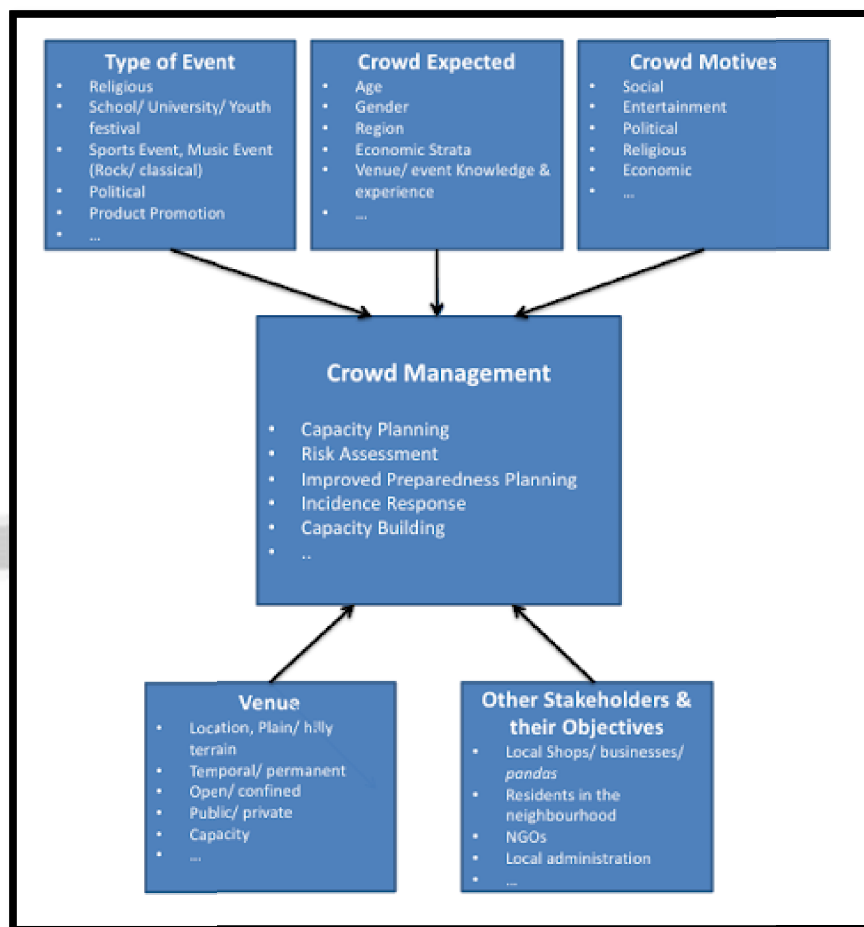 Type of Event
• Religious
• School/ University/ Youth
festival
• Sports Event, Music Event
(Rock/ classical)
• Political
• Product Promotion
• ...
Crowd Expected
• Age
• Gender
• Region
• Economic Strata
• Venue/ event Knowledge &
experience
• ...
Crowd Motives
• Social
• Entertainment
• Political
• Religious
• Economic
• ...
Crowd Management
• Capacity Planning
• Risk Assessment
• Improved Preparedness Planning
• Incidence Response
• Capacity Building
• ..
Venue
• Location, Plain/ hilly
terrain
• Temporal/ permanent
• Open/ confined
• Public/ private
• Capacity
• ...
Other Stakeholders &
their Objectives
• Local Shops/ businesses/
pandas
• Residents in the
neighbourhood
• NGOs
• Local administration
• ...